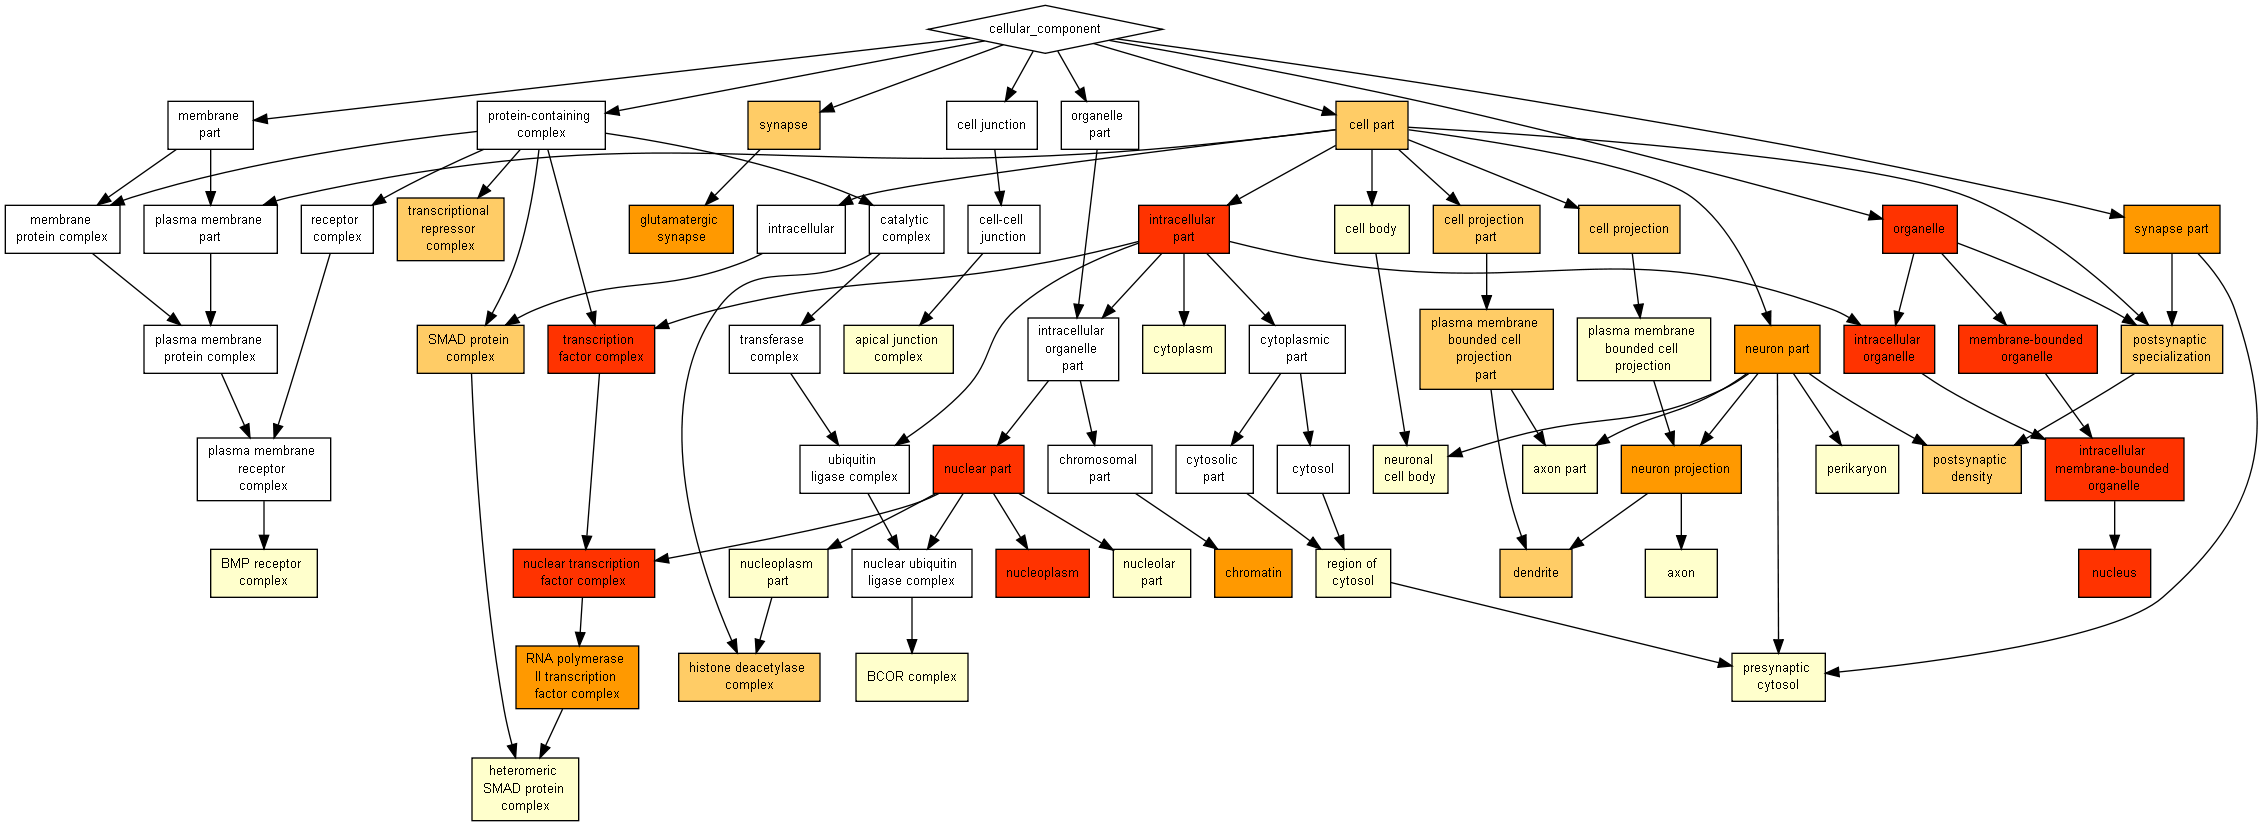 cellular_component
membrane
part
protein-containing
complex
synapse
cell junction
organelle
part
cell part
membrane
protein complex
plasma membrane
part
receptor
complex
transcriptional
repressor
complex
glutamatergic
synapse
intracellular
catalytic
complex
cell-cell
junction
intracellular
part
cell body
cell projection
part
cell projection
organelle
synapse part
plasma membrane
protein complex
SMAD protein
complex
transcription
factor complex
transferase
complex
apical junction
complex
intracellular
organelle
part
cytoplasm
cytoplasmic
part
plasma membrane
bounded cell
projection
part
plasma membrane
bounded cell
projection
neuron part
intracellular
organelle
membrane-bounded
organelle
postsynaptic
specialization
plasma membrane
receptor
complex
ubiquitin
ligase complex
nuclear part
chromosomal
part
cytosolic
part
cytosol
neuronal
cell body
axon part
neuron projection
perikaryon
postsynaptic
density
intracellular
membrane-bounded
organelle
BMP receptor
complex
nuclear transcription
factor complex
nucleoplasm
part
nuclear ubiquitin
ligase complex
nucleoplasm
nucleolar
part
chromatin
region of
cytosol
dendrite
axon
nucleus
RNA polymerase
II transcription
factor complex
histone deacetylase
complex
BCOR complex
presynaptic
cytosol
heteromeric
SMAD protein
complex